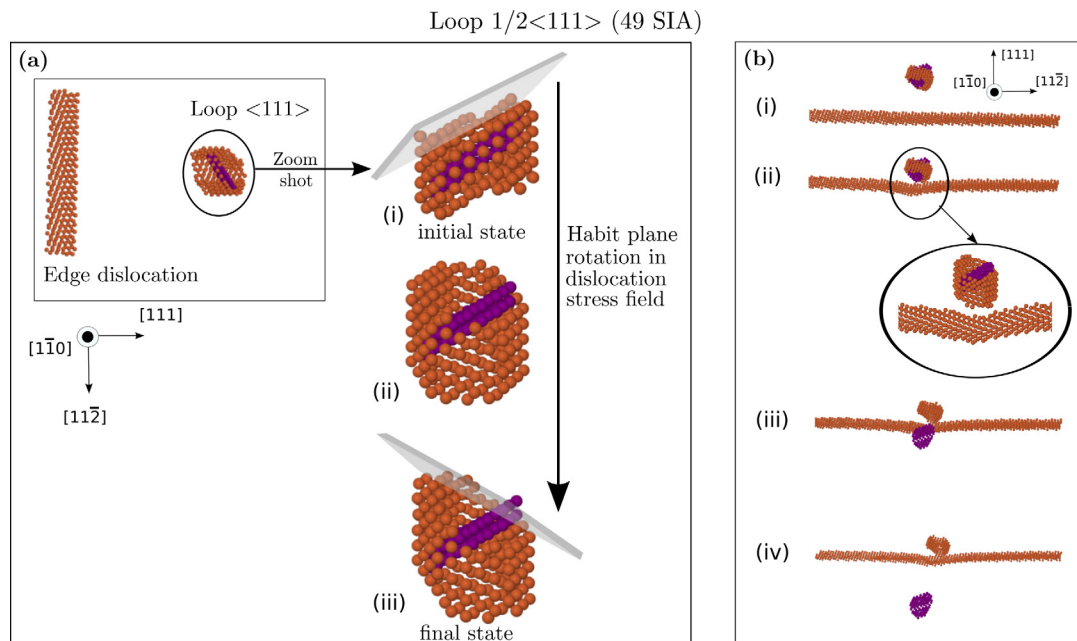 Loop 1/2<111> (49 SIA)
(a)
Loop <111>
Edge dislocation
Zoom
shot
[111]
[11̅0]
[112̅]
(i)
initial state
(ii)
(iii)
final state
Habit plane
rotation in
dislocation
stress field
(b)
[111]
[11̅0]
[112̅]
(i)
(ii)
(iii)
(iv)